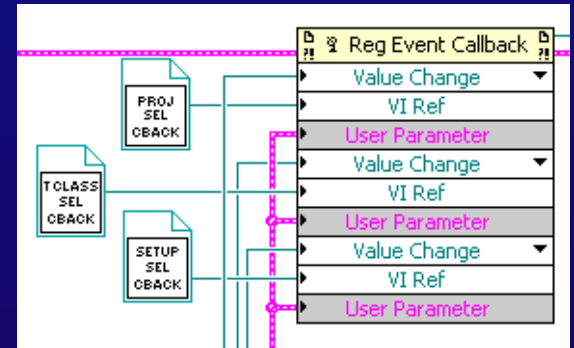 Reg Event Callback
Value Change
PROJ
SEL
CBACK
VI Ref
User Parameter
Value Change
TCLASS
SEL
CBACK
VI Ref
User Parameter
Value Change
SETUP
SEL
CBACK
VI Ref
User Parameter